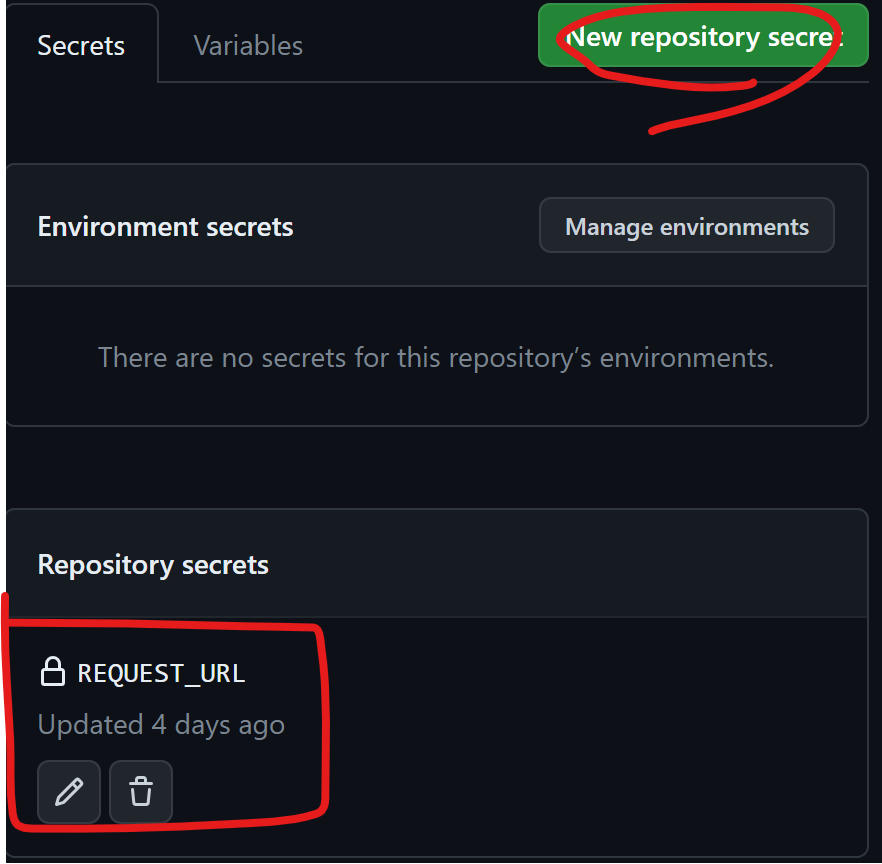 Secrets
Variables
New repository secret
Environment secrets
Manage environments
There are no secrets for this repository’s environments.
Repository secrets
REQUEST_URL
Updated 4 days ago